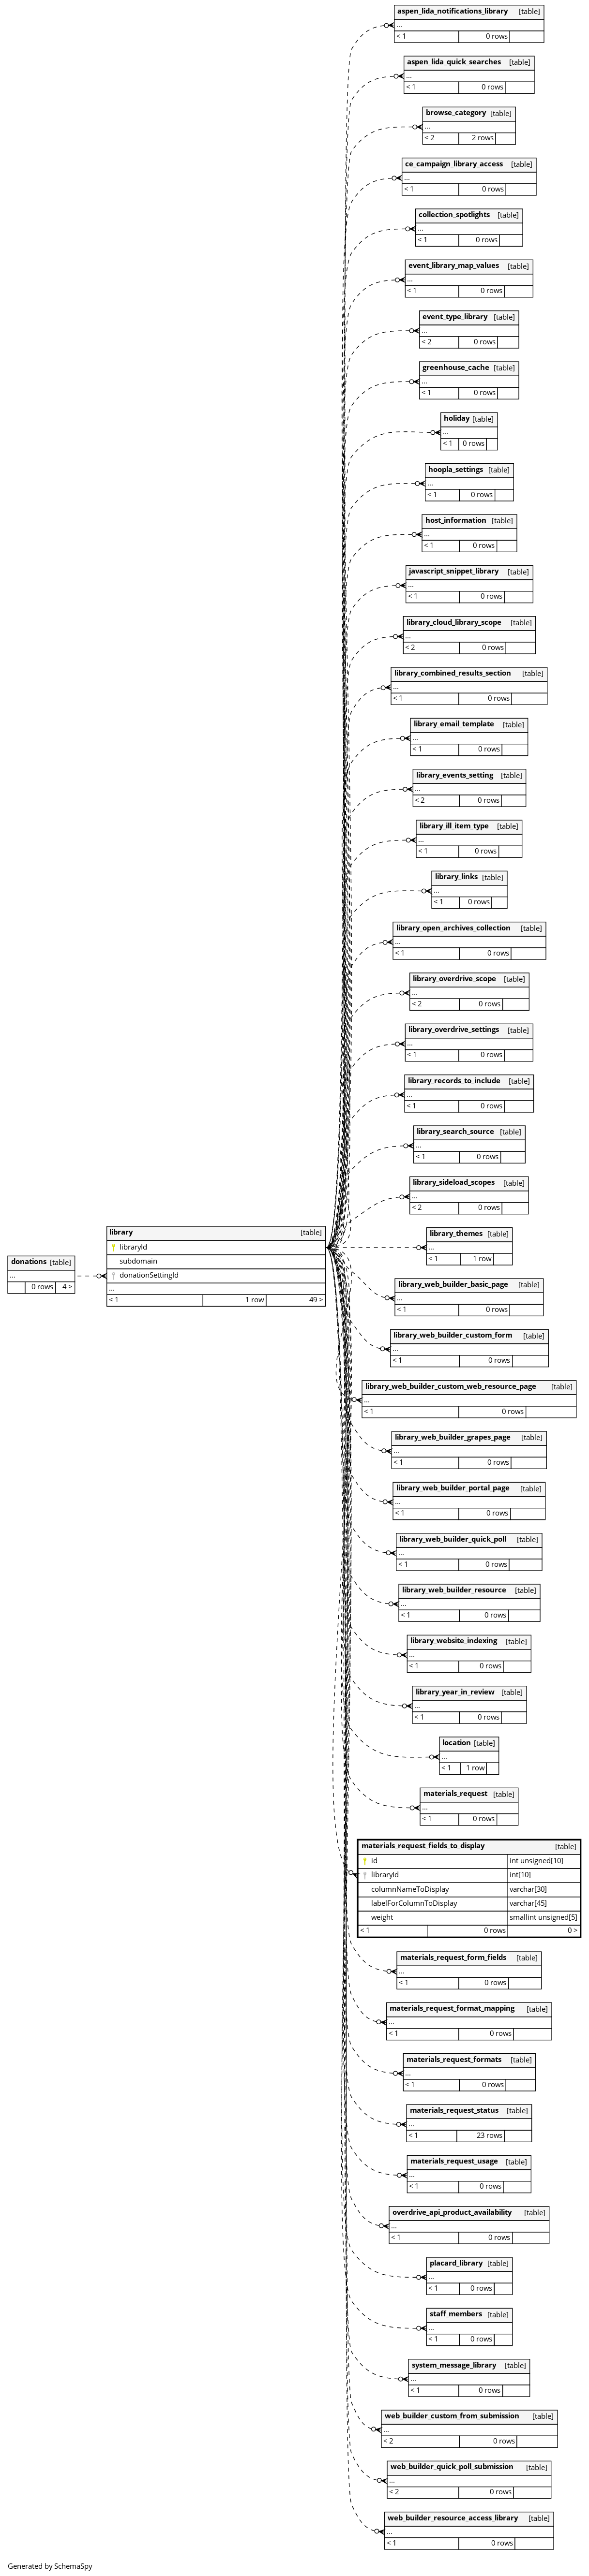 aspen_lida_notifications_library [table]
...
< 1 0 rows
aspen_lida_quick_searches [table]
...
< 1 0 rows
browse_category [table]
...
< 2 2 rows
ce_campaign_library_access [table]
...
< 1 0 rows
collection_spotlights [table]
...
< 1 0 rows
event_library_map_values [table]
...
< 1 0 rows
event_type_library [table]
...
< 2 0 rows
greenhouse_cache [table]
...
< 1 0 rows
holiday [table]
...
< 1 0 rows
hoopla_settings [table]
...
< 1 0 rows
host_information [table]
...
< 1 0 rows
javascript_snippet_library [table]
...
< 1 0 rows
library_cloud_library_scope [table]
...
< 2 0 rows
library_combined_results_section [table]
...
< 1 0 rows
library_email_template [table]
...
< 1 0 rows
library_events_setting [table]
...
< 2 0 rows
library_ill_item_type [table]
...
< 1 0 rows
library_links [table]
...
< 1 0 rows
library_open_archives_collection [table]
...
< 1 0 rows
library_overdrive_scope [table]
...
< 2 0 rows
library_overdrive_settings [table]
...
< 1 0 rows
library_records_to_include [table]
...
< 1 0 rows
library_search_source [table]
...
< 1 0 rows
library_sideload_scopes [table]
...
< 2 0 rows
donations [table]
...
0 rows 4 >
library [table]
libraryId
subdomain
donationSettingId
...
< 1 1 row 49 >
library_themes [table]
...
< 1 1 row
library_web_builder_basic_page [table]
...
< 1 0 rows
library_web_builder_custom_form [table]
...
< 1 0 rows
library_web_builder_custom_web_resource_page [table]
...
< 1 0 rows
library_web_builder_grapes_page [table]
...
< 1 0 rows
library_web_builder_portal_page [table]
...
< 1 0 rows
library_web_builder_quick_poll [table]
...
< 1 0 rows
library_web_builder_resource [table]
...
< 1 0 rows
library_website_indexing [table]
...
< 1 0 rows
library_year_in_review [table]
...
< 1 0 rows
location [table]
...
< 1 1 row
materials_request [table]
...
< 1 0 rows
materials_request_fields_to_display [table]
id int unsigned[10]
libraryId int[10]
columnNameToDisplay varchar[30]
labelForColumnToDisplay varchar[45]
weight smallint unsigned[5]
< 1 0 rows 0 >
materials_request_form_fields [table]
...
< 1 0 rows
materials_request_format_mapping [table]
...
< 1 0 rows
materials_request_formats [table]
...
< 1 0 rows
materials_request_status [table]
...
< 1 23 rows
materials_request_usage [table]
...
< 1 0 rows
overdrive_api_product_availability [table]
...
< 1 0 rows
placard_library [table]
...
< 1 0 rows
staff_members [table]
...
< 1 0 rows
system_message_library [table]
...
< 1 0 rows
web_builder_custom_from_submission [table]
...
< 2 0 rows
web_builder_quick_poll_submission [table]
...
< 2 0 rows
web_builder_resource_access_library [table]
...
< 1 0 rows
Generated by SchemaSpy